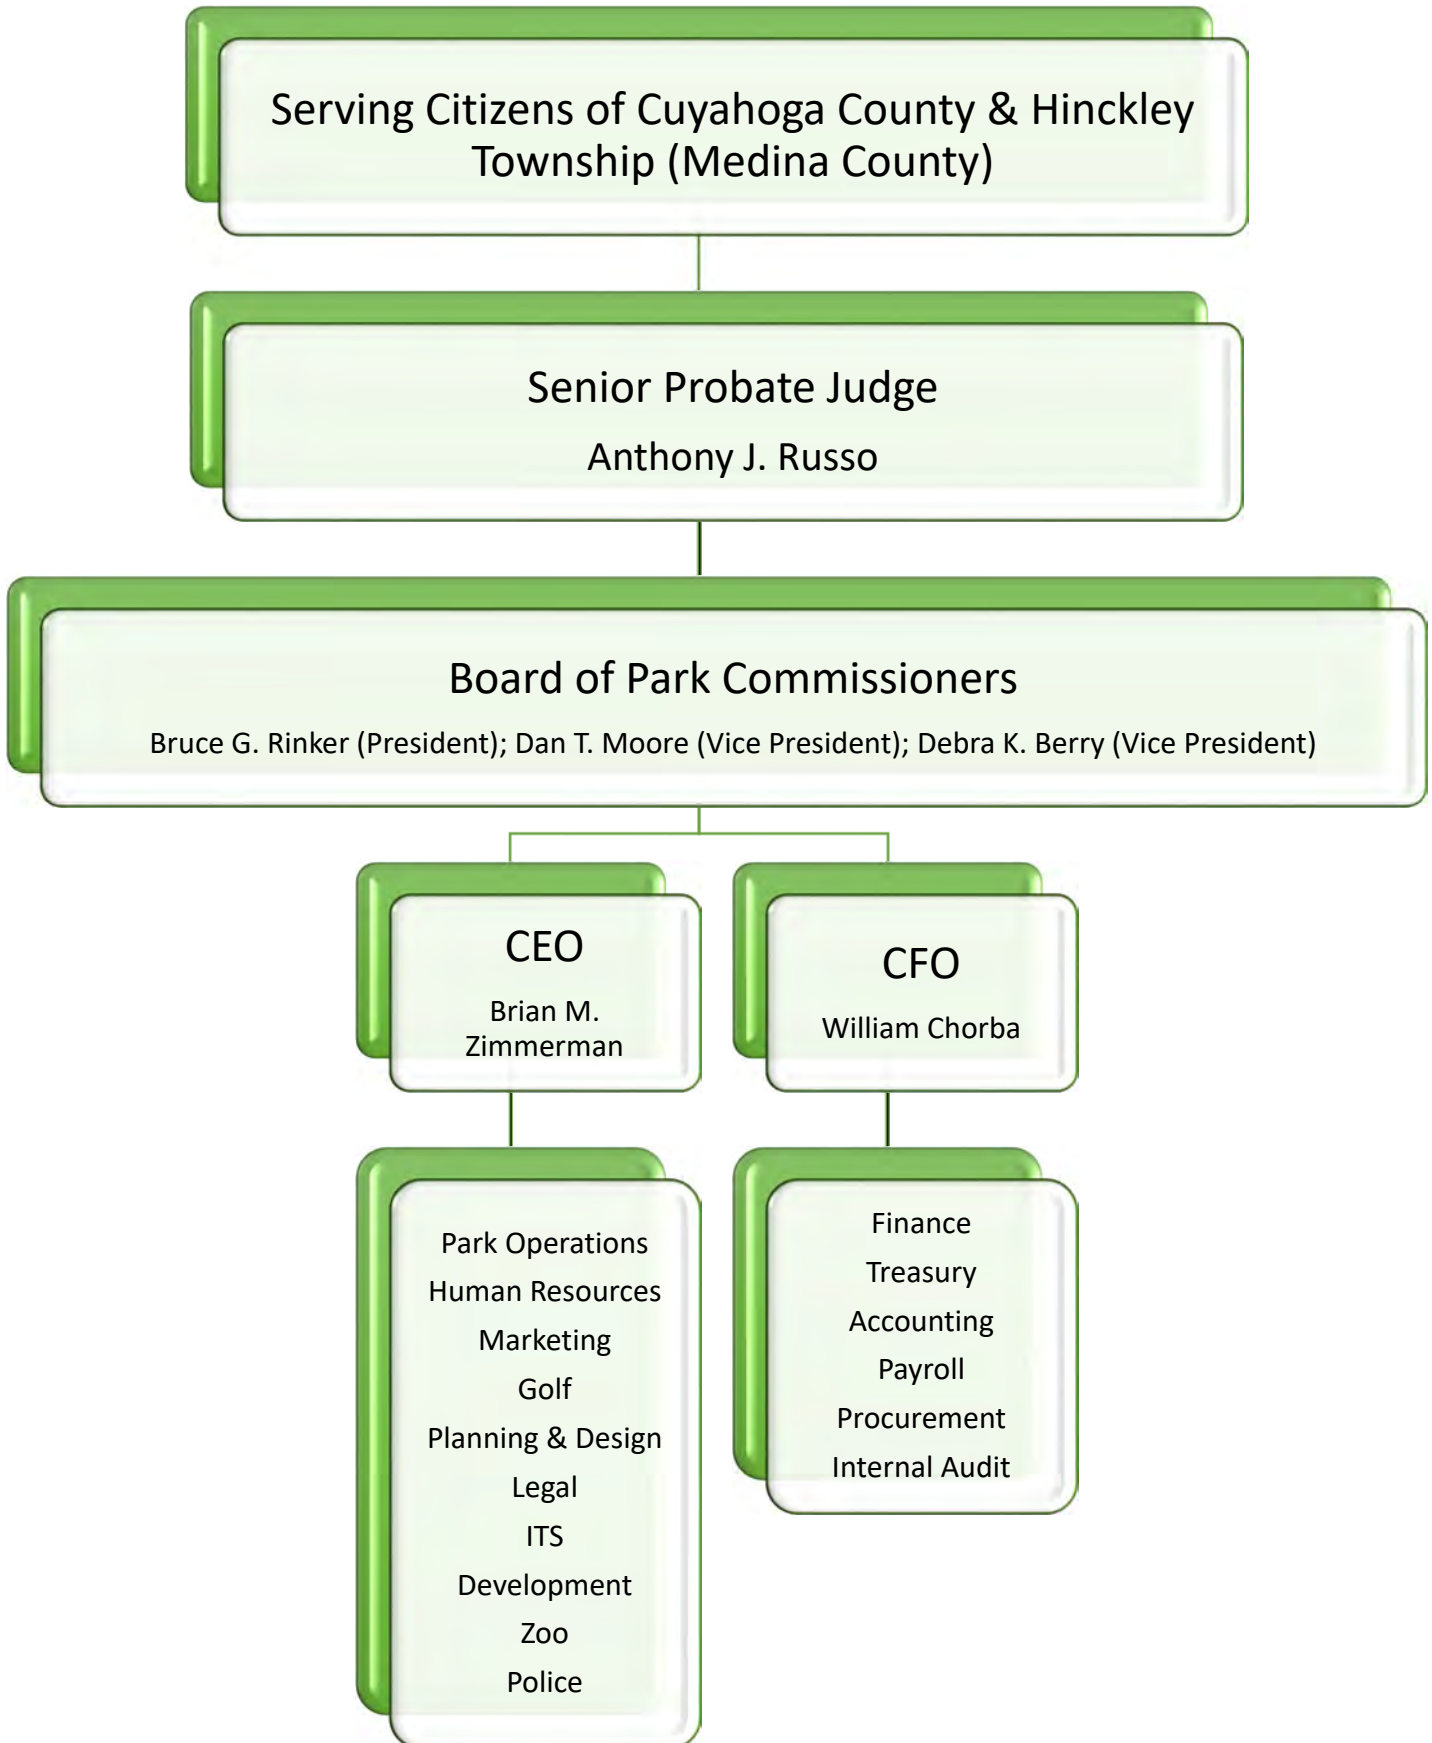 Serving Citizens of Cuyahoga County & Hinckley
Township (Medina County)
Senior Probate Judge
Anthony J. Russo
Board of Park Commissioners
Bruce G. Rinker (President); Dan T. Moore (Vice President); Debra K. Berry (Vice President)
CEO
Brian M.
Zimmerman
CFO
William Chorba
Park Operations
Human Resources
Marketing
Golf
Planning & Design
Legal
ITS
Development
Zoo
Police
Finance
Treasury
Accounting
Payroll
Procurement
Internal Audit